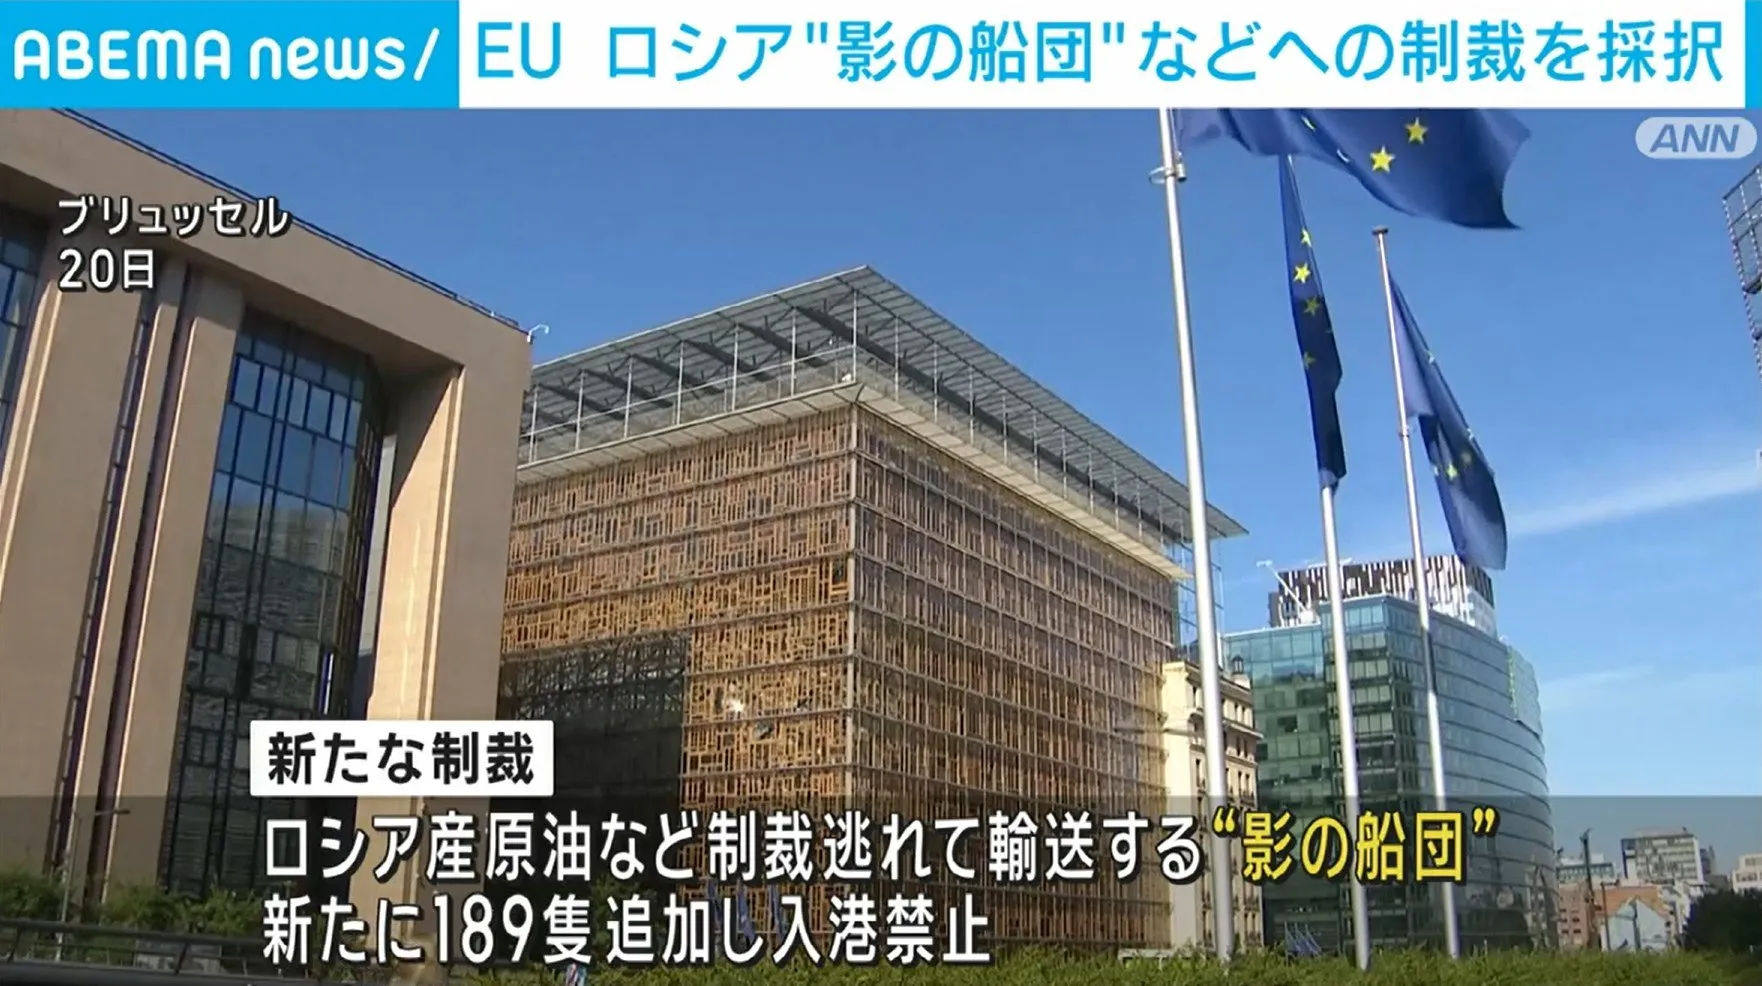 ABEMA news/
EU ロシア"影の船団"などへの制裁を採択
ANN
ブリュッセル
20日
新たな制裁
ロシア産原油など制裁逃れて輸送する“影の船団”
新たに189隻追加し入港禁止